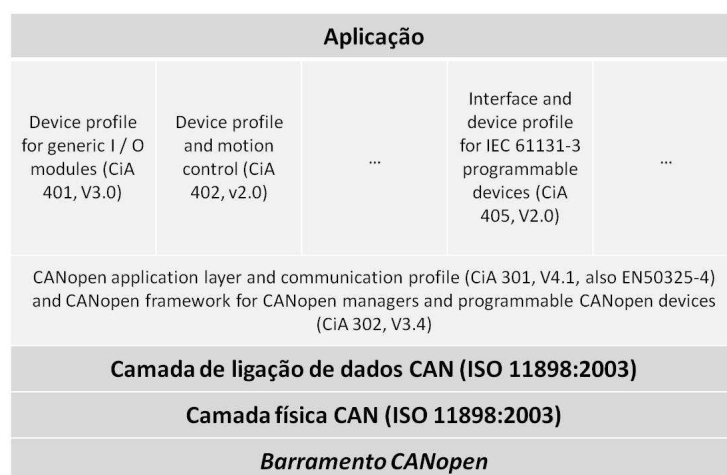 Aplicação
Device profile
for generic I / O
modules (CiA
401, V3.0)
Device profile
and motion
control (CiA
402, v2.0)
...
Interface and
device profile
for IEC 61131-3
programmable
devices (CiA
405, V2.0)
...
CANopen application layer and communication profile (CiA 301, V4.1, also EN50325-4)
and CANopen framework for CANopen managers and programmable CANopen devices
(CiA 302, V3.4)
Camada de ligação de dados CAN (ISO 11898:2003)
Camada física CAN (ISO 11898:2003)
Barramento CANopen